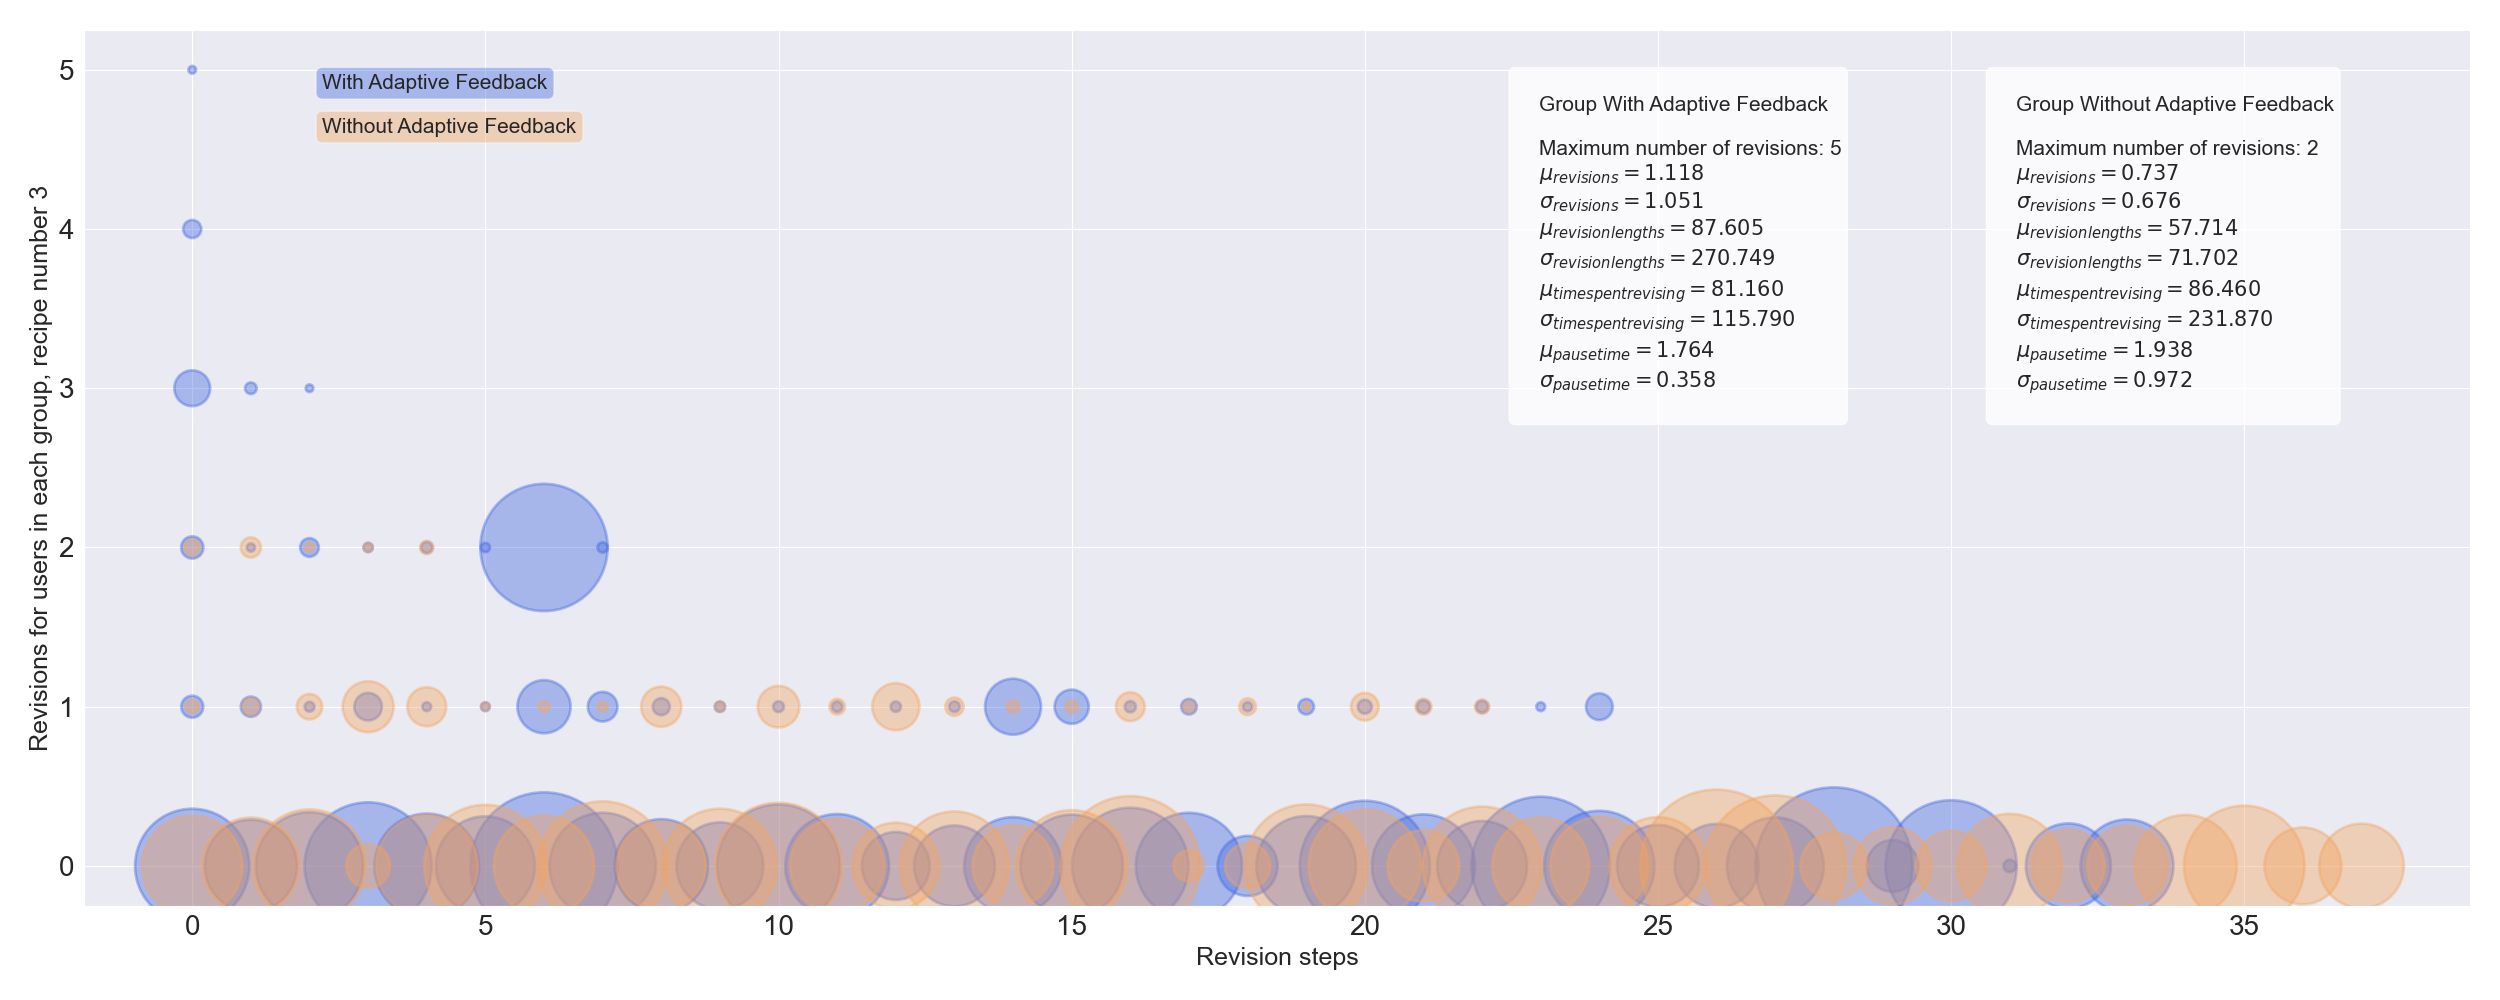 With Adaptive Feedback
Without Adaptive Feedback
Group With Adaptive Feedback
Maximum number of revisions: 5
μrevisions = 1.118
σrevisions = 1.051
μrevisionlengths = 87.605
σrevisionlengths = 270.749
μtimespentrevising = 81.160
σtimespentrevising = 115.790
μpausetime = 1.764
σpausetime = 0.358
Group Without Adaptive Feedback
Maximum number of revisions: 2
μrevisions = 0.737
σrevisions = 0.676
μrevisionlengths = 57.714
σrevisionlengths = 71.702
μtimespentrevising = 86.460
σtimespentrevising = 231.870
μpausetime = 1.938
σpausetime = 0.972
Revisions for users in each group, recipe number 3
5
4
3
2
1
0
0 5 10 15 20 25 30 35
Revision steps